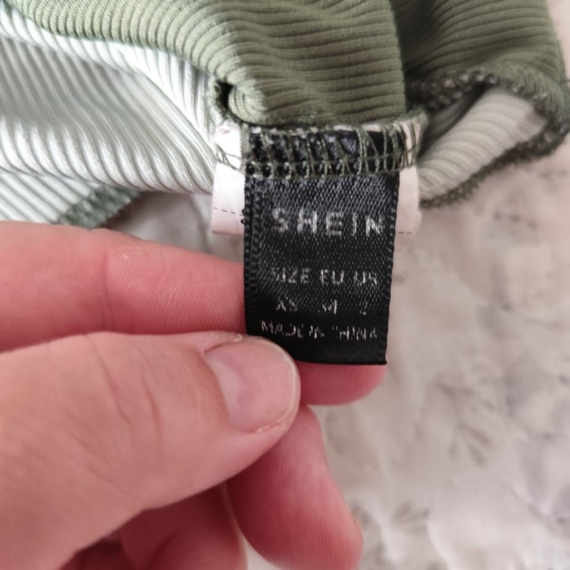 SHEIN
SIZE EU US
XS 2
MADE IN CHINA